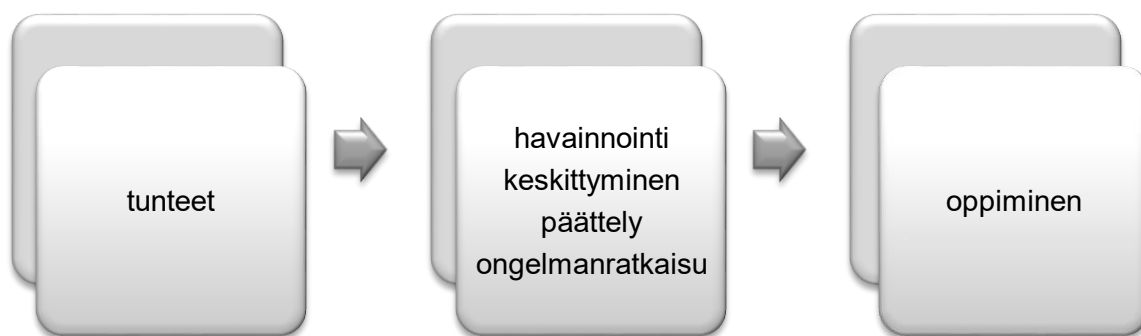 tunteet
havainnointi
keskittyminen
päättely
ongelmanratkaisu
oppiminen